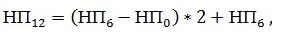 НП₁₂ = (НП₆ − НП₀) * 2 + НП₆ ,